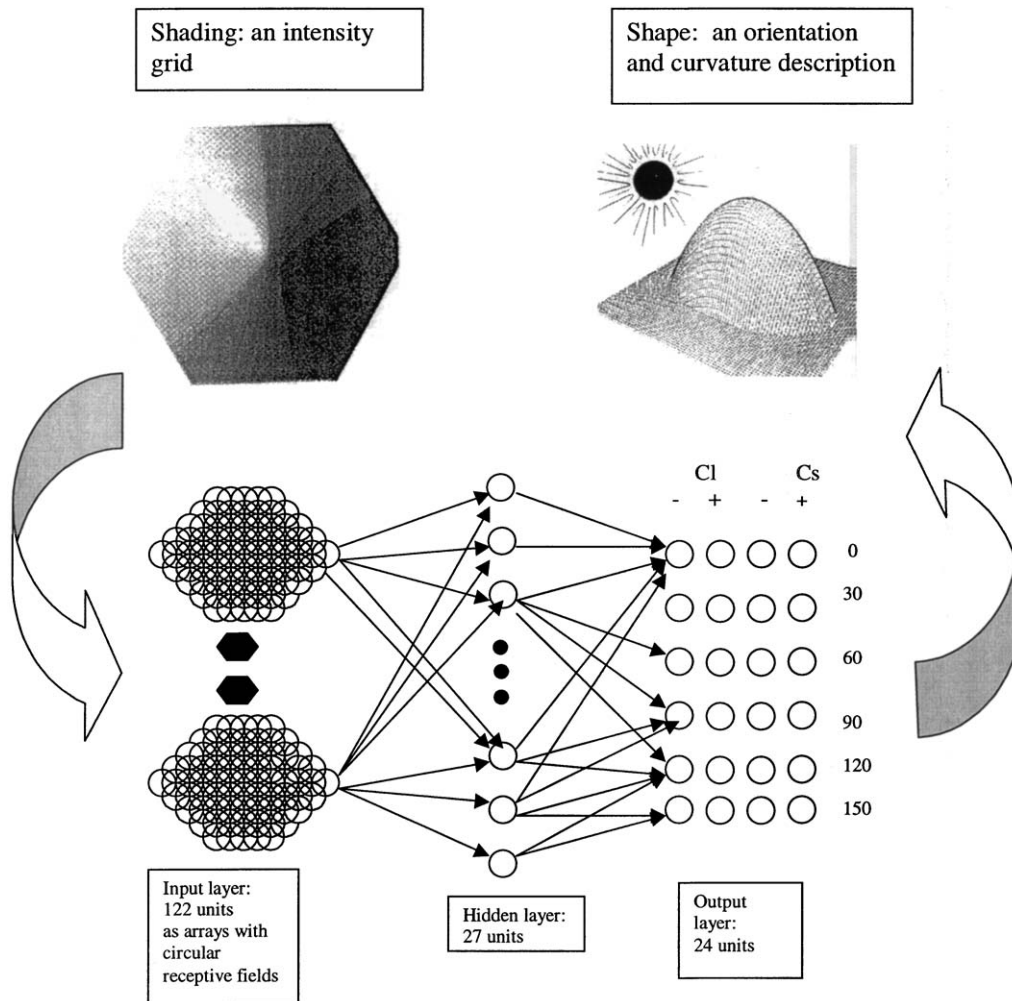 Shading: an intensity
grid
Shape: an orientation
and curvature description
Cl Cs
- + - +
0
30
60
90
120
150
Input layer:
122 units
as arrays with
circular
receptive fields
Hidden layer:
27 units
Output
layer:
24 units